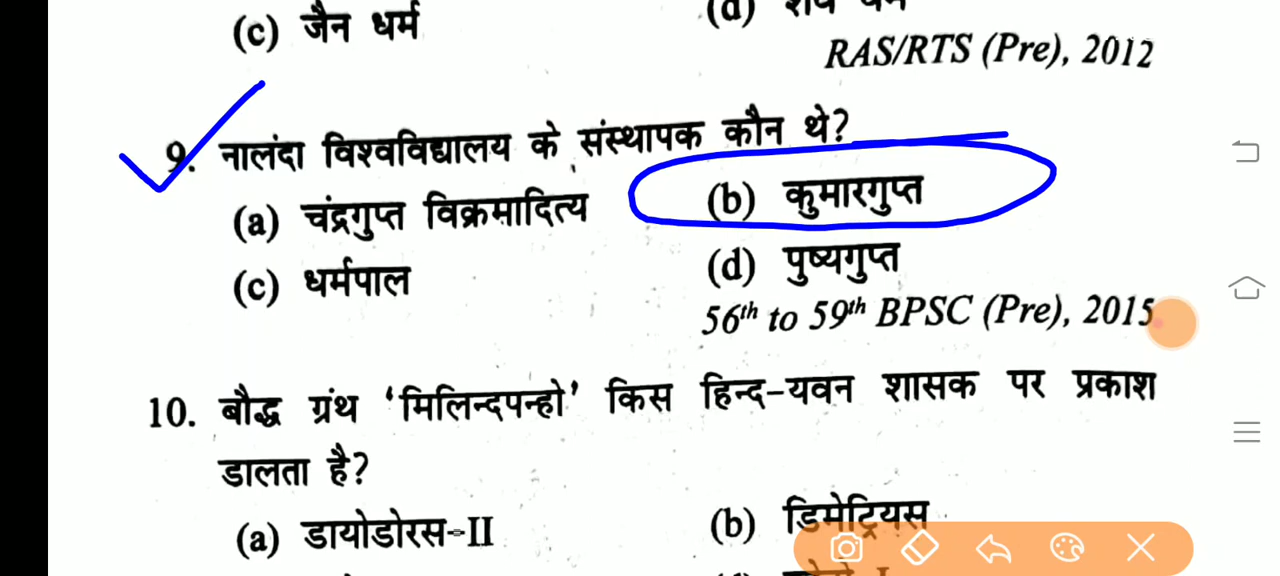 (c) जैन धर्म
RAS/RTS (Pre), 2012
9. नालंदा विश्वविद्यालय के संस्थापक कौन थे?
(a) चंद्रगुप्त विक्रमादित्य (b) कुमारगुप्त
(c) धर्मपाल (d) पुष्यगुप्त
56th to 59th BPSC (Pre), 2015
10. बौद्ध ग्रंथ ‘मिलिन्दपन्हो’ किस हिन्द-यवन शासक पर प्रकाश
डालता है?
(a) डायोडोरस-II (b) डिमेट्रियस